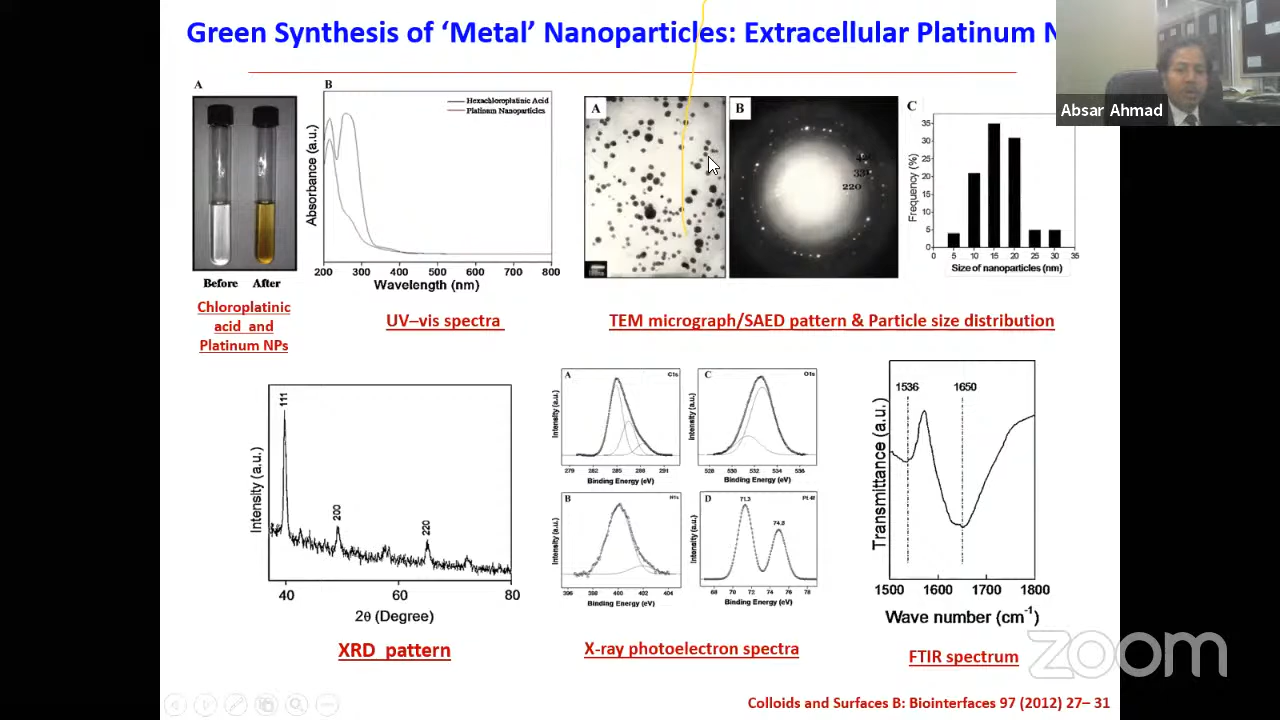 Green Synthesis of ‘Metal’ Nanoparticles: Extracellular Platinum N
Absar Ahmad
A
Before After
Chloroplatinic
acid and
Platinum NPs
B
Absorbance (a.u.)
Hexachloroplatinic Acid
Platinum Nanoparticles
200 300 400 500 600 700 800
Wavelength (nm)
UV–vis spectra
A
B
331
220
C
Frequency (%)
35
30
25
20
15
10
5
0
0 5 10 15 20 25 30 35
Size of nanoparticles (nm)
TEM micrograph/SAED pattern & Particle size distribution
Intensity (a.u.)
111
200
220
40 60 80
2θ (Degree)
XRD pattern
A
C1s
Intensity (a.u.)
279 282 285 288 291
Binding Energy (eV)
C
O1s
Intensity (a.u.)
528 530 532 534 536
Binding Energy (eV)
B
N1s
Intensity (a.u.)
396 398 400 402 404
Binding Energy (eV)
D
Pt 4f
71.3
74.8
Intensity (a.u.)
68 70 72 74 76 78
Binding Energy (eV)
X-ray photoelectron spectra
1536 1650
Transmittance (a.u.)
1500 1600 1700 1800
Wave number (cm-1)
FTIR spectrum
zoom
Colloids and Surfaces B: Biointerfaces 97 (2012) 27– 31